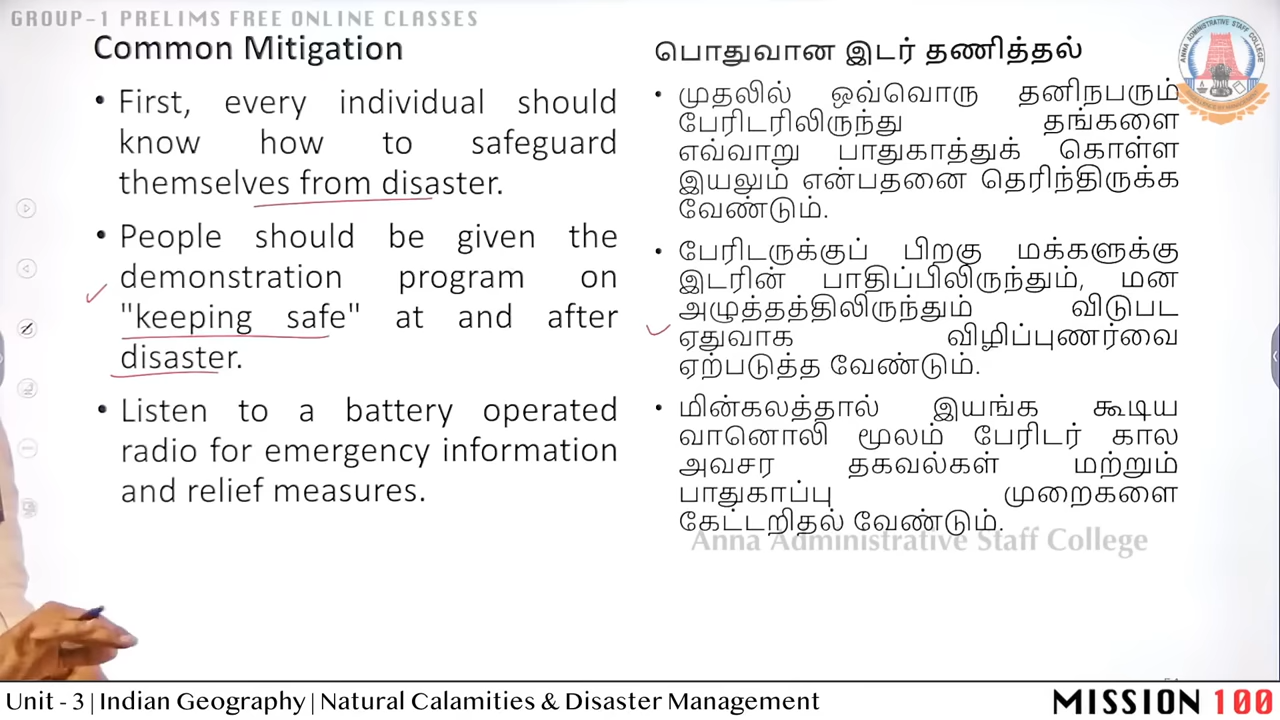 GROUP-1 PRELIMS FREE ONLINE CLASSES
Common Mitigation
• First, every individual should
know how to safeguard
themselves from disaster.
• People should be given the
demonstration program on
"keeping safe" at and after
disaster.
• Listen to a battery operated
radio for emergency information
and relief measures.
பொதுவான இடர் தணித்தல்
• முதலில் ஒவ்வொரு தனிநபரும்
பேரிடரிலிருந்து தங்களை
எவ்வாறு பாதுகாத்துக் கொள்ள
இயலும் என்பதனை தெரிந்திருக்க
வேண்டும்.
• பேரிடருக்குப் பிறகு மக்களுக்கு
இடரின் பாதிப்பிலிருந்தும், மன
அழுத்தத்திலிருந்தும் விடுபட
ஏதுவாக விழிப்புணர்வை
ஏற்படுத்த வேண்டும்.
• மின்கலத்தால் இயங்க கூடிய
வானொலி மூலம் பேரிடர் கால
அவசர தகவல்கள் மற்றும்
பாதுகாப்பு முறைகளை
கேட்டறிதல் வேண்டும்.
Anna Administrative Staff College
ANNA ADMINISTRATIVE STAFF COLLEGE
Unit - 3 | Indian Geography | Natural Calamities & Disaster Management
MISSION 100